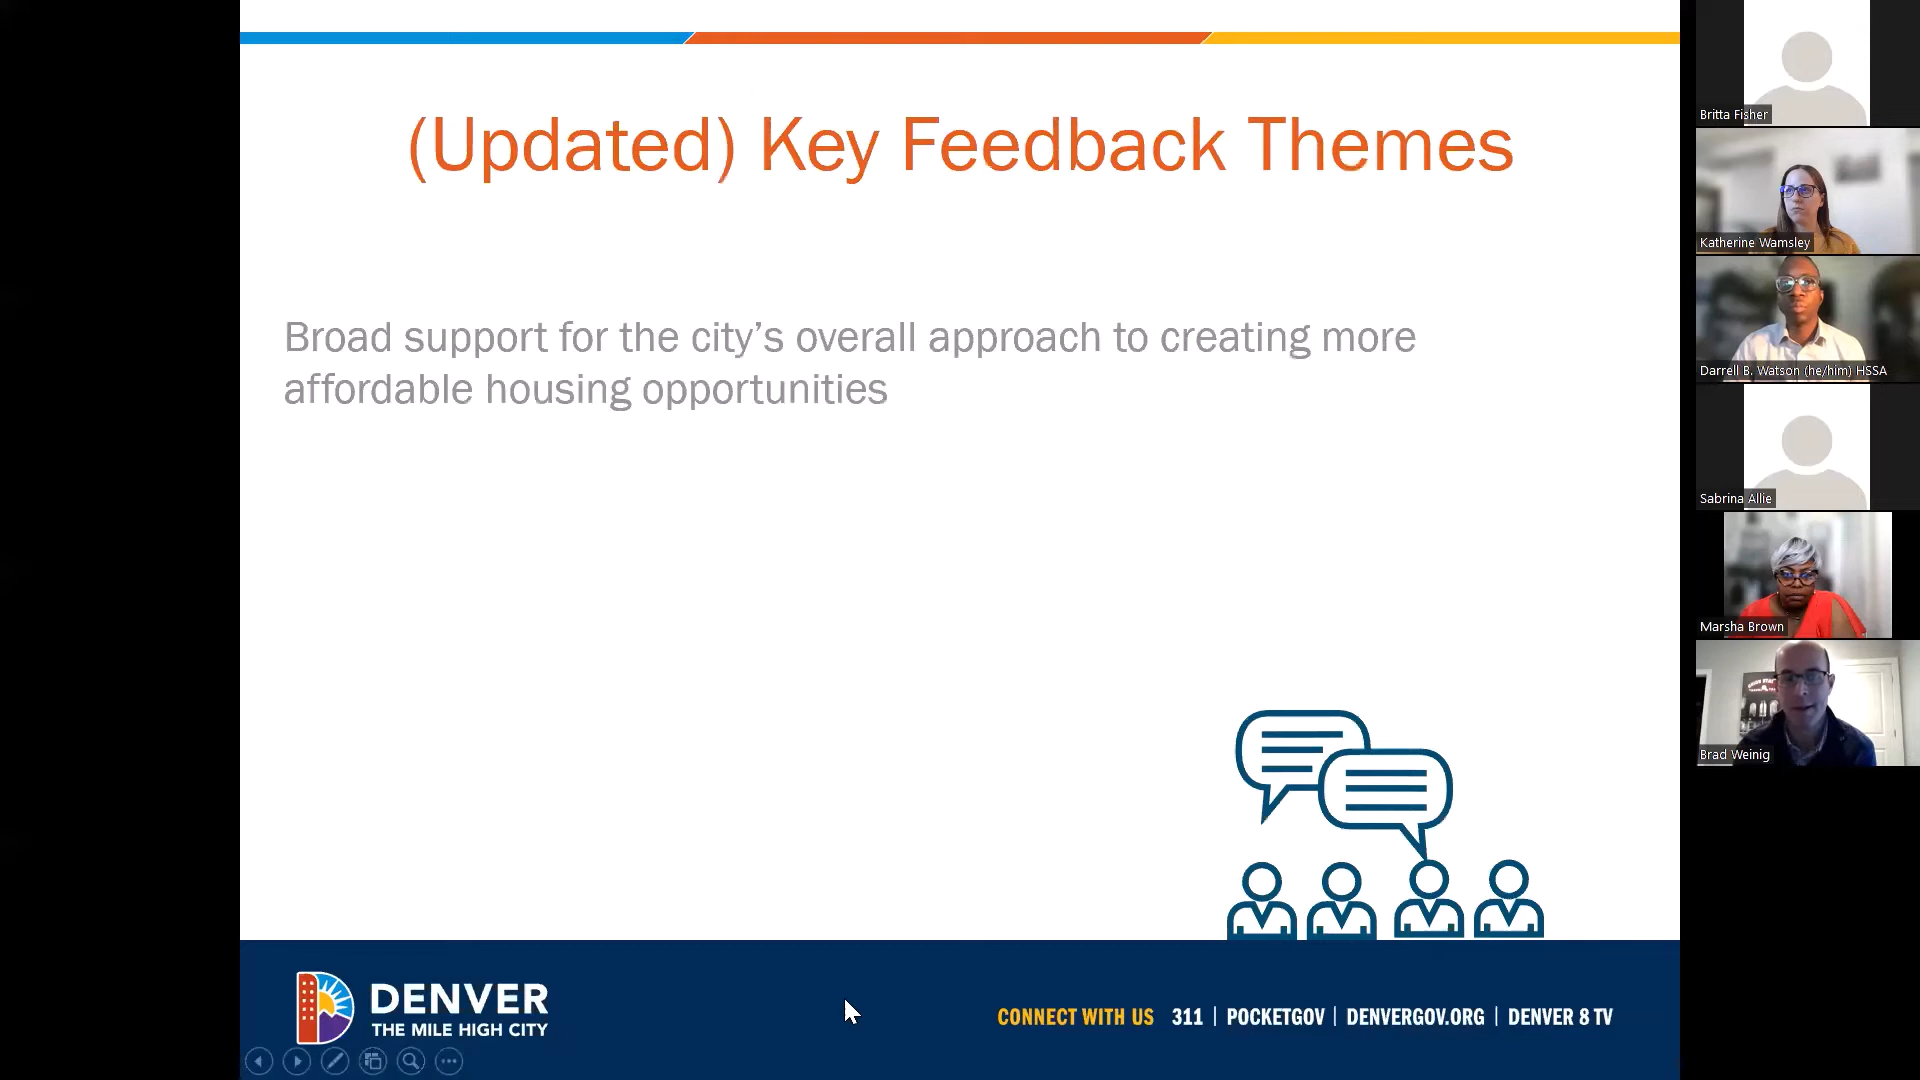 (Updated) Key Feedback Themes
Broad support for the city's overall approach to creating more
affordable housing opportunities
DENVER
THE MILE HIGH CITY
CONNECT WITH US 311 | POCKETGOV | DENVERGOV.ORG | DENVER 8 TV
Britta Fisher
Katherine Wamsley
Darrell B. Watson (he/him) HSSA
Sabrina Allie
Marsha Brown
Brad Weinig